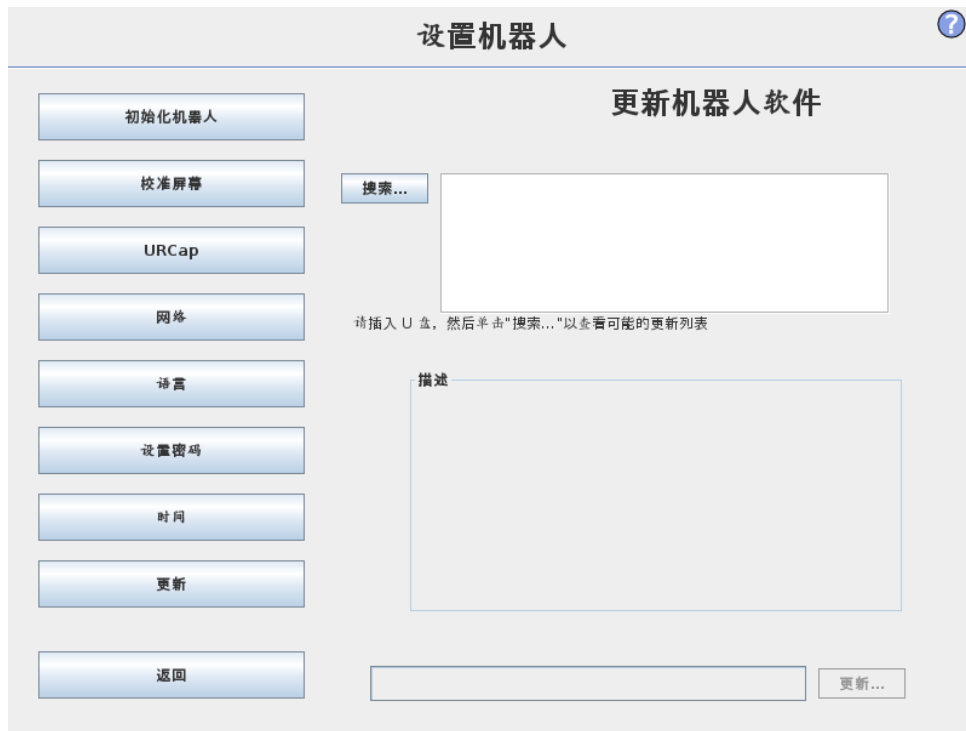 设置机器人
?
初始化机器人
校准屏幕
URCap
网络
语言
设置密码
时间
更新
返回
更新机器人软件
搜索...
请插入 U 盘，然后单击"搜索..."以查看可能的更新列表
描述
更新...